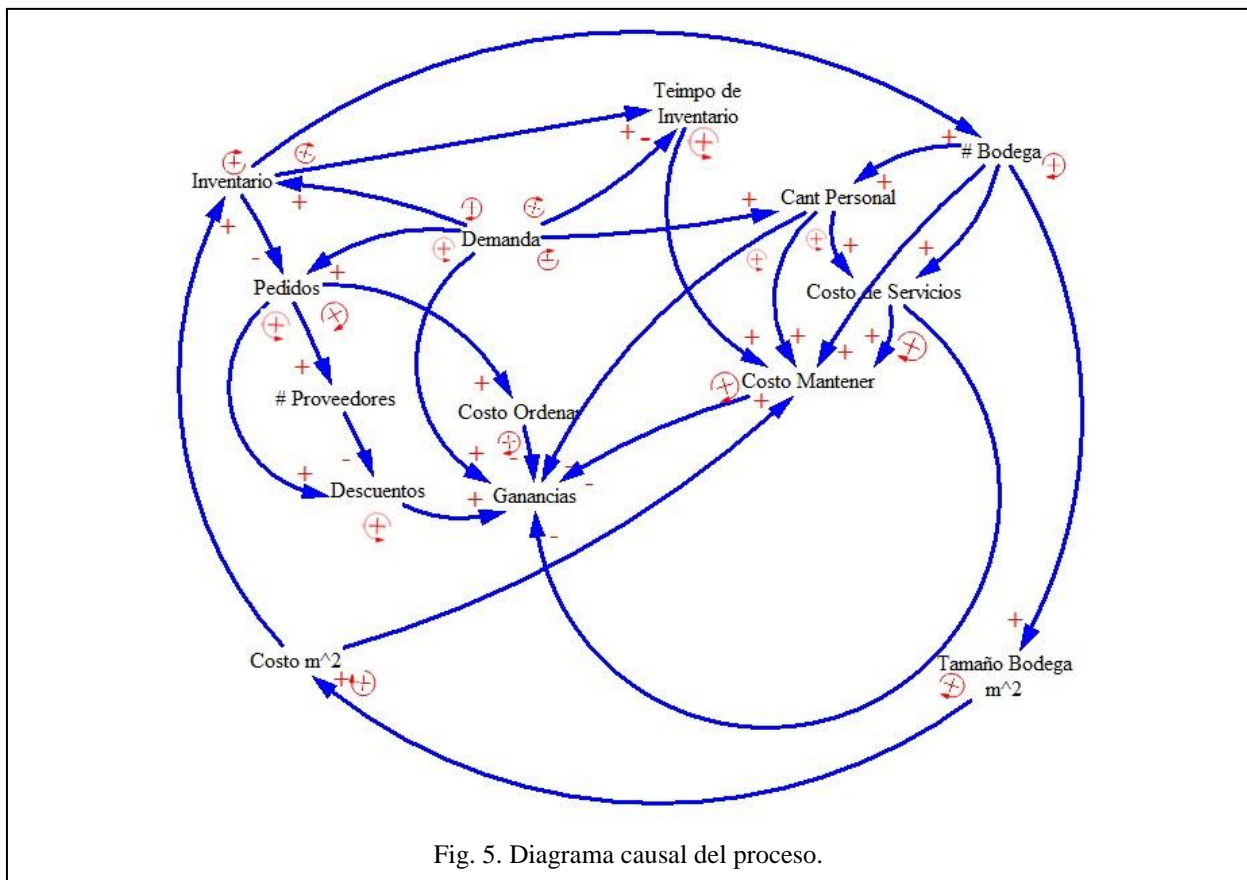 Teimpo de
Inventario
+
-
+
+
# Bodega
+
+
+
Inventario
+
+
+
Cant Personal
+
+
+
Demanda
+
+
+
+
-
Pedidos
+
+
+
+
+
Costo de Servicios
+
+
+
+
+
+
+
Costo Mantener
+
# Proveedores
+
Costo Ordenar
+
+
-
+
+
-
-
-
Descuentos
+
Ganancias
+
-
+
Costo m^2
+
+
Tamaño Bodega
m^2
+
Fig. 5. Diagrama causal del proceso.